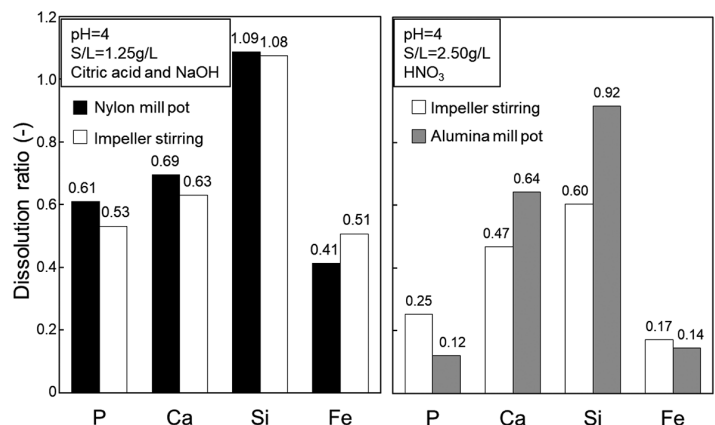 pH=4
S/L=1.25g/L
Citric acid and NaOH
Nylon mill pot
Impeller stirring
Dissolution ratio (-)
1.2
1.0
0.8
0.6
0.4
0.2
0
0.61
0.53
0.69
0.63
1.09
1.08
0.41
0.51
P Ca Si Fe
pH=4
S/L=2.50g/L
HNO₃
Impeller stirring
Alumina mill pot
0.25
0.12
0.47
0.64
0.60
0.92
0.17
0.14
P Ca Si Fe